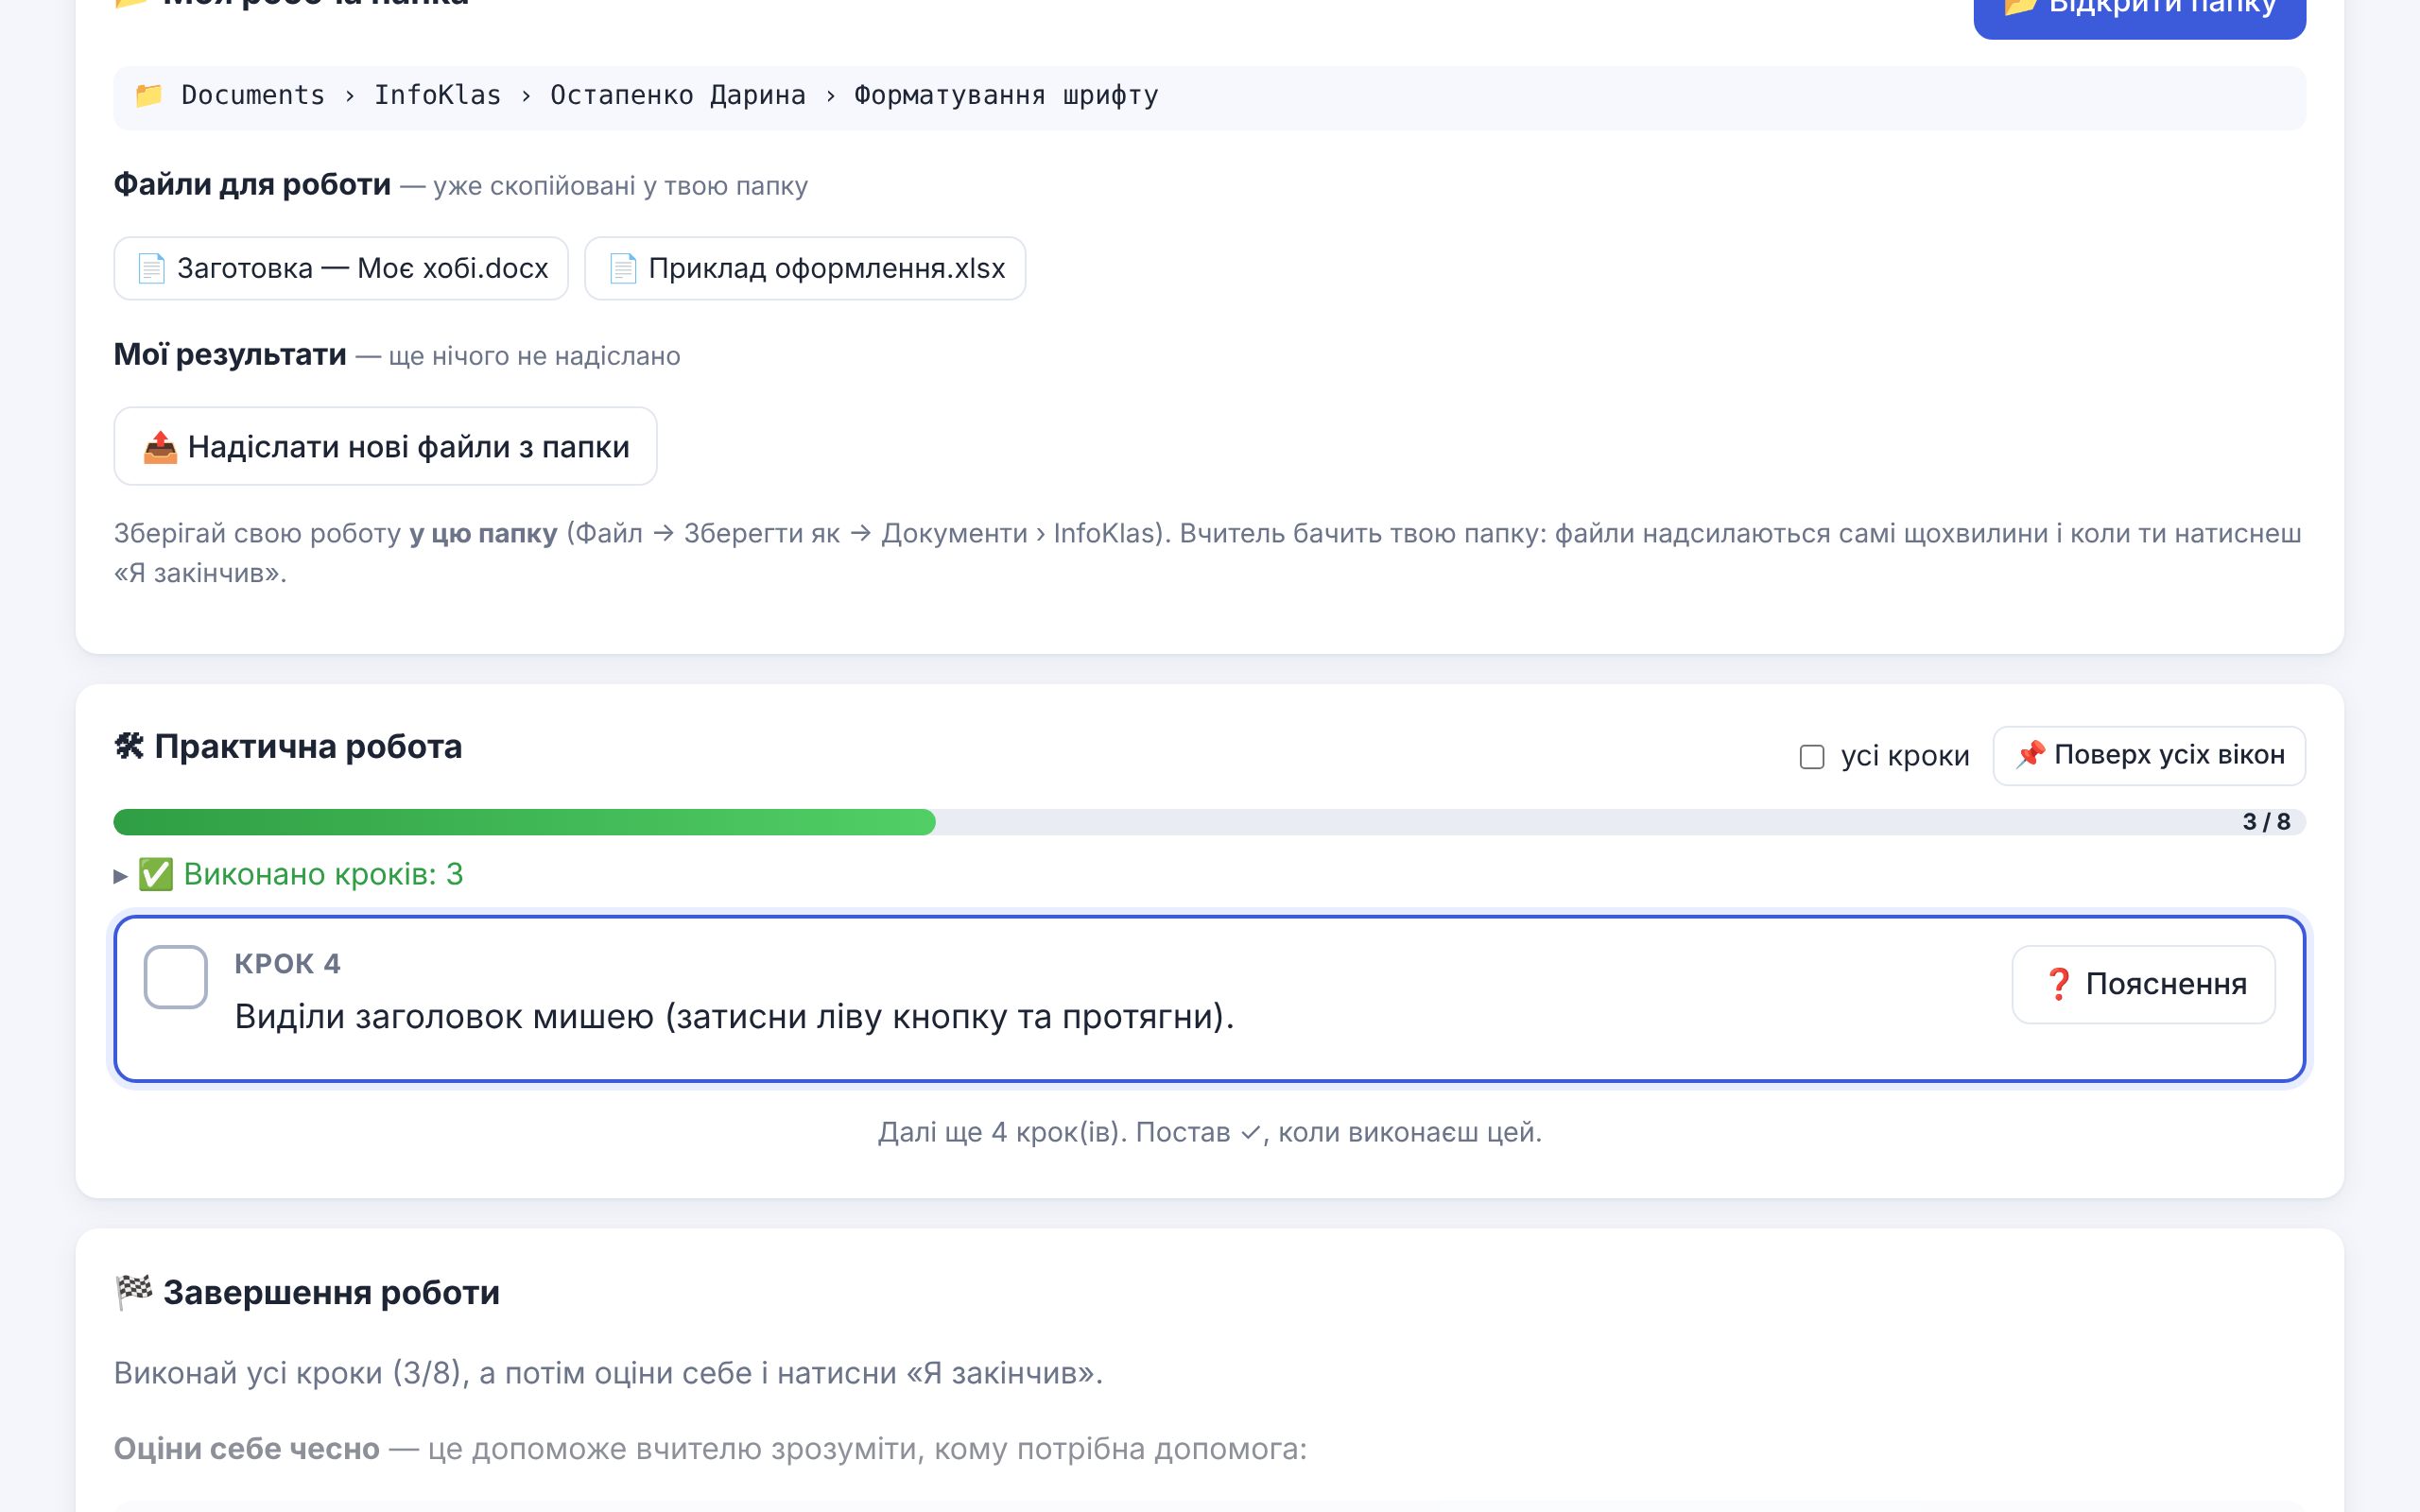 📂 Моя робоча папка
📂 Відкрити папку
📁 Documents › InfoKlas › Остапенко Дарина › Форматування шрифту
Файли для роботи — уже скопійовані у твою папку
📄 Заготовка — Моє хобі.docx
📄 Приклад оформлення.xlsx
Мої результати — ще нічого не надіслано
📤 Надіслати нові файли з папки
Зберігай свою роботу у цю папку (Файл → Зберегти як → Документи › InfoKlas). Вчитель бачить твою папку: файли надсилаються самі щохвилини і коли ти натиснеш
«Я закінчив».
🛠 Практична робота
усі кроки
📌 Поверх усіх вікон
3 / 8
▸ ✅ Виконано кроків: 3
КРОК 4
Виділи заголовок мишею (затисни ліву кнопку та протягни).
❓ Пояснення
Далі ще 4 крок(ів). Постав ✓, коли виконаєш цей.
🏁 Завершення роботи
Виконай усі кроки (3/8), а потім оціни себе і натисни «Я закінчив».
Оціни себе чесно — це допоможе вчителю зрозуміти, кому потрібна допомога: